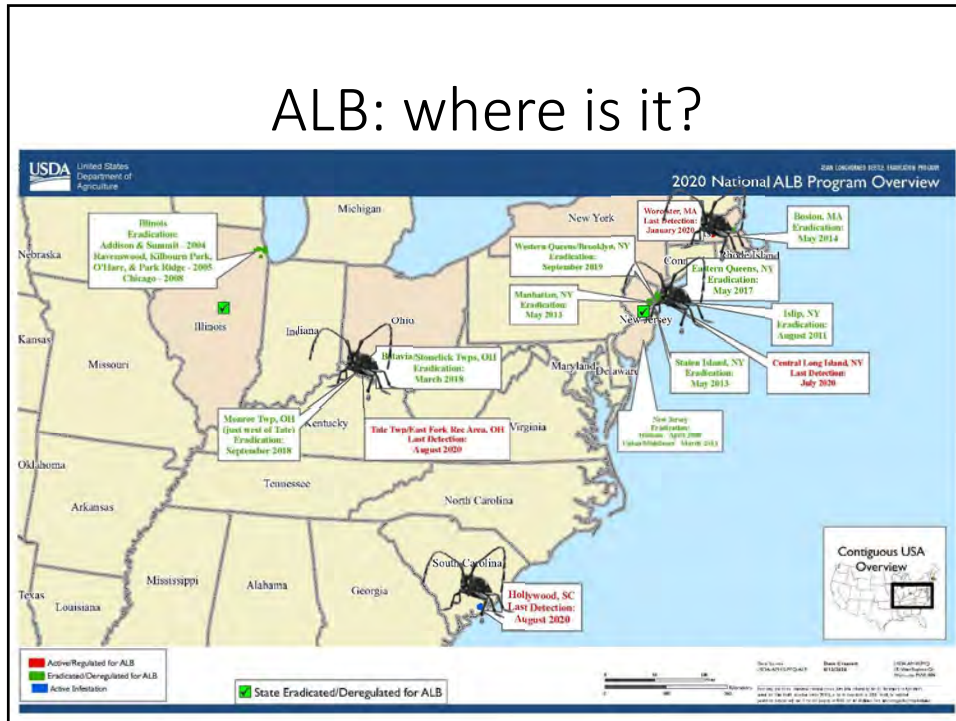 ALB: where is it?
USDA
United States
Department of
Agriculture
2020 National ALB Program Overview
Illinois
Eradication:
Addison & Summit - 2004
Ravenswood, Kilbourn Park,
O'Hare, & Park Ridge - 2005
Chicago - 2008
Michigan
New York
Worcester, MA
Last Detection:
January 2020
Boston, MA
Eradication:
May 2014
Nebraska
Western Queens/Brooklyn, NY
Eradication:
September 2019
Conn
Rhode Island
Eastern Queens, NY
Eradication:
May 2017
Manhattan, NY
Eradication:
May 2013
Islip, NY
Eradication:
August 2011
Illinois
Indiana
Ohio
New Jersey
Kansas
Missouri
Batavia/Stonelick Twps, OH
Eradication:
March 2018
Maryland
Delaware
Staten Island, NY
Eradication:
May 2013
Central Long Island, NY
Last Detection:
July 2020
Monroe Twp, OH
(just west of Tate)
Eradication:
September 2018
Kentucky
Tate Twp/East Fork Rec Area, OH
Last Detection:
August 2020
Virginia
New Jersey
Eradication:
Oklahoma
Tennessee
North Carolina
Arkansas
South Carolina
Mississippi
Alabama
Georgia
Texas
Louisiana
Hollywood, SC
Last Detection:
August 2020
Contiguous USA
Overview
Active/Regulated for ALB
Eradicated/Deregulated for ALB
Active Infestation
State Eradicated/Deregulated for ALB